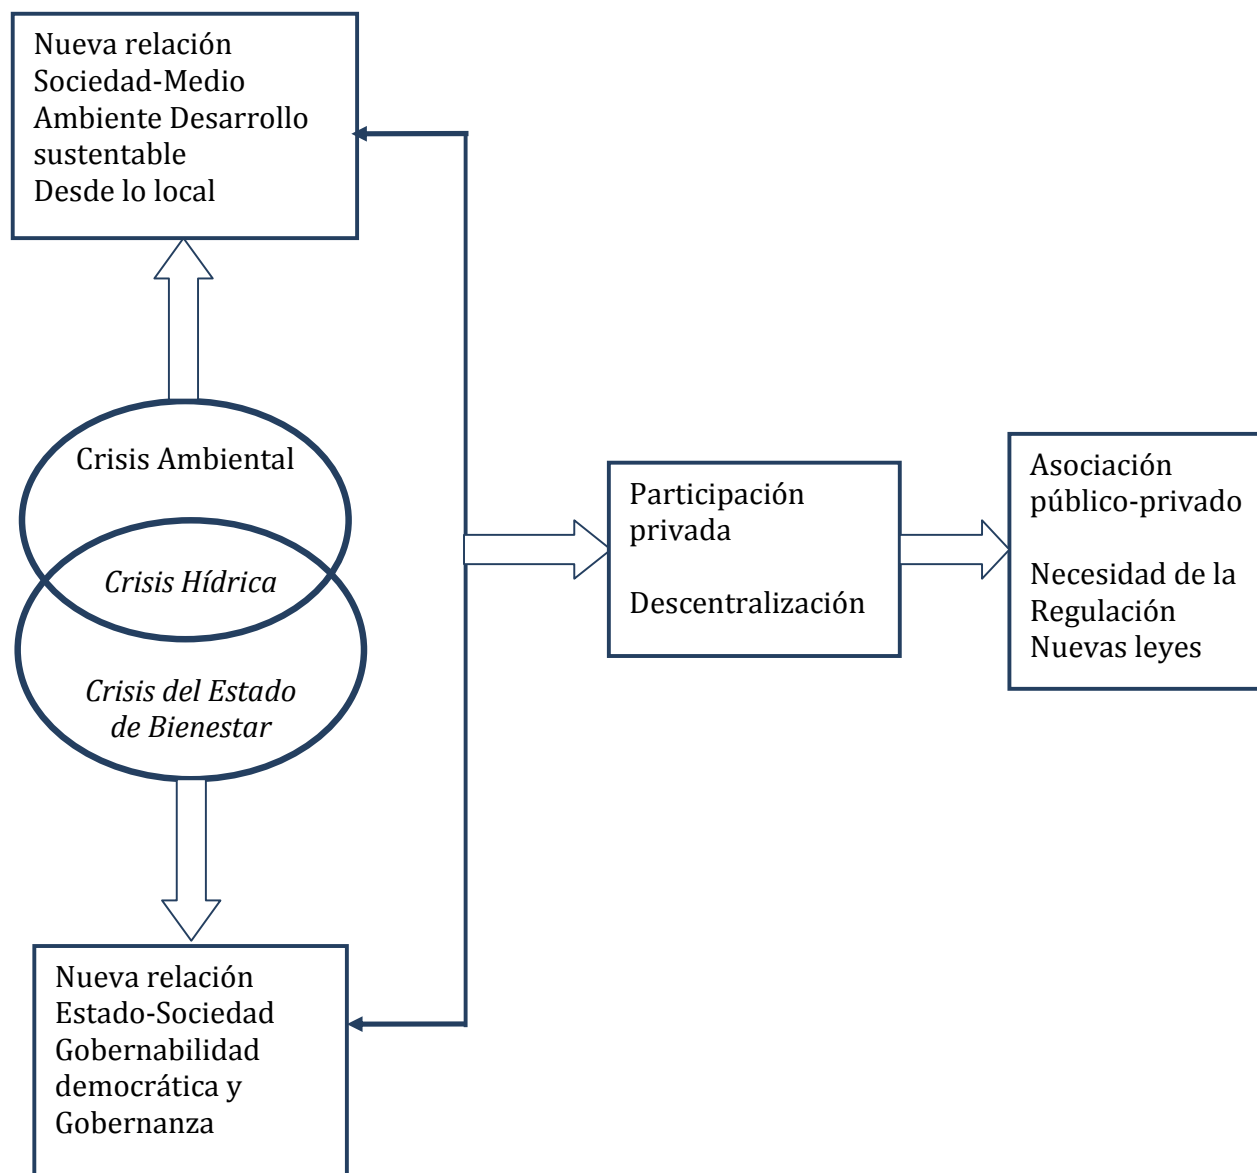 Nueva relación
Sociedad-Medio
Ambiente Desarrollo
sustentable
Desde lo local
Crisis Ambiental
Crisis Hídrica
Crisis del Estado
de Bienestar
Nueva relación
Estado-Sociedad
Gobernabilidad
democrática y
Gobernanza
Participación
privada
Descentralización
Asociación
público-privado
Necesidad de la
Regulación
Nuevas leyes